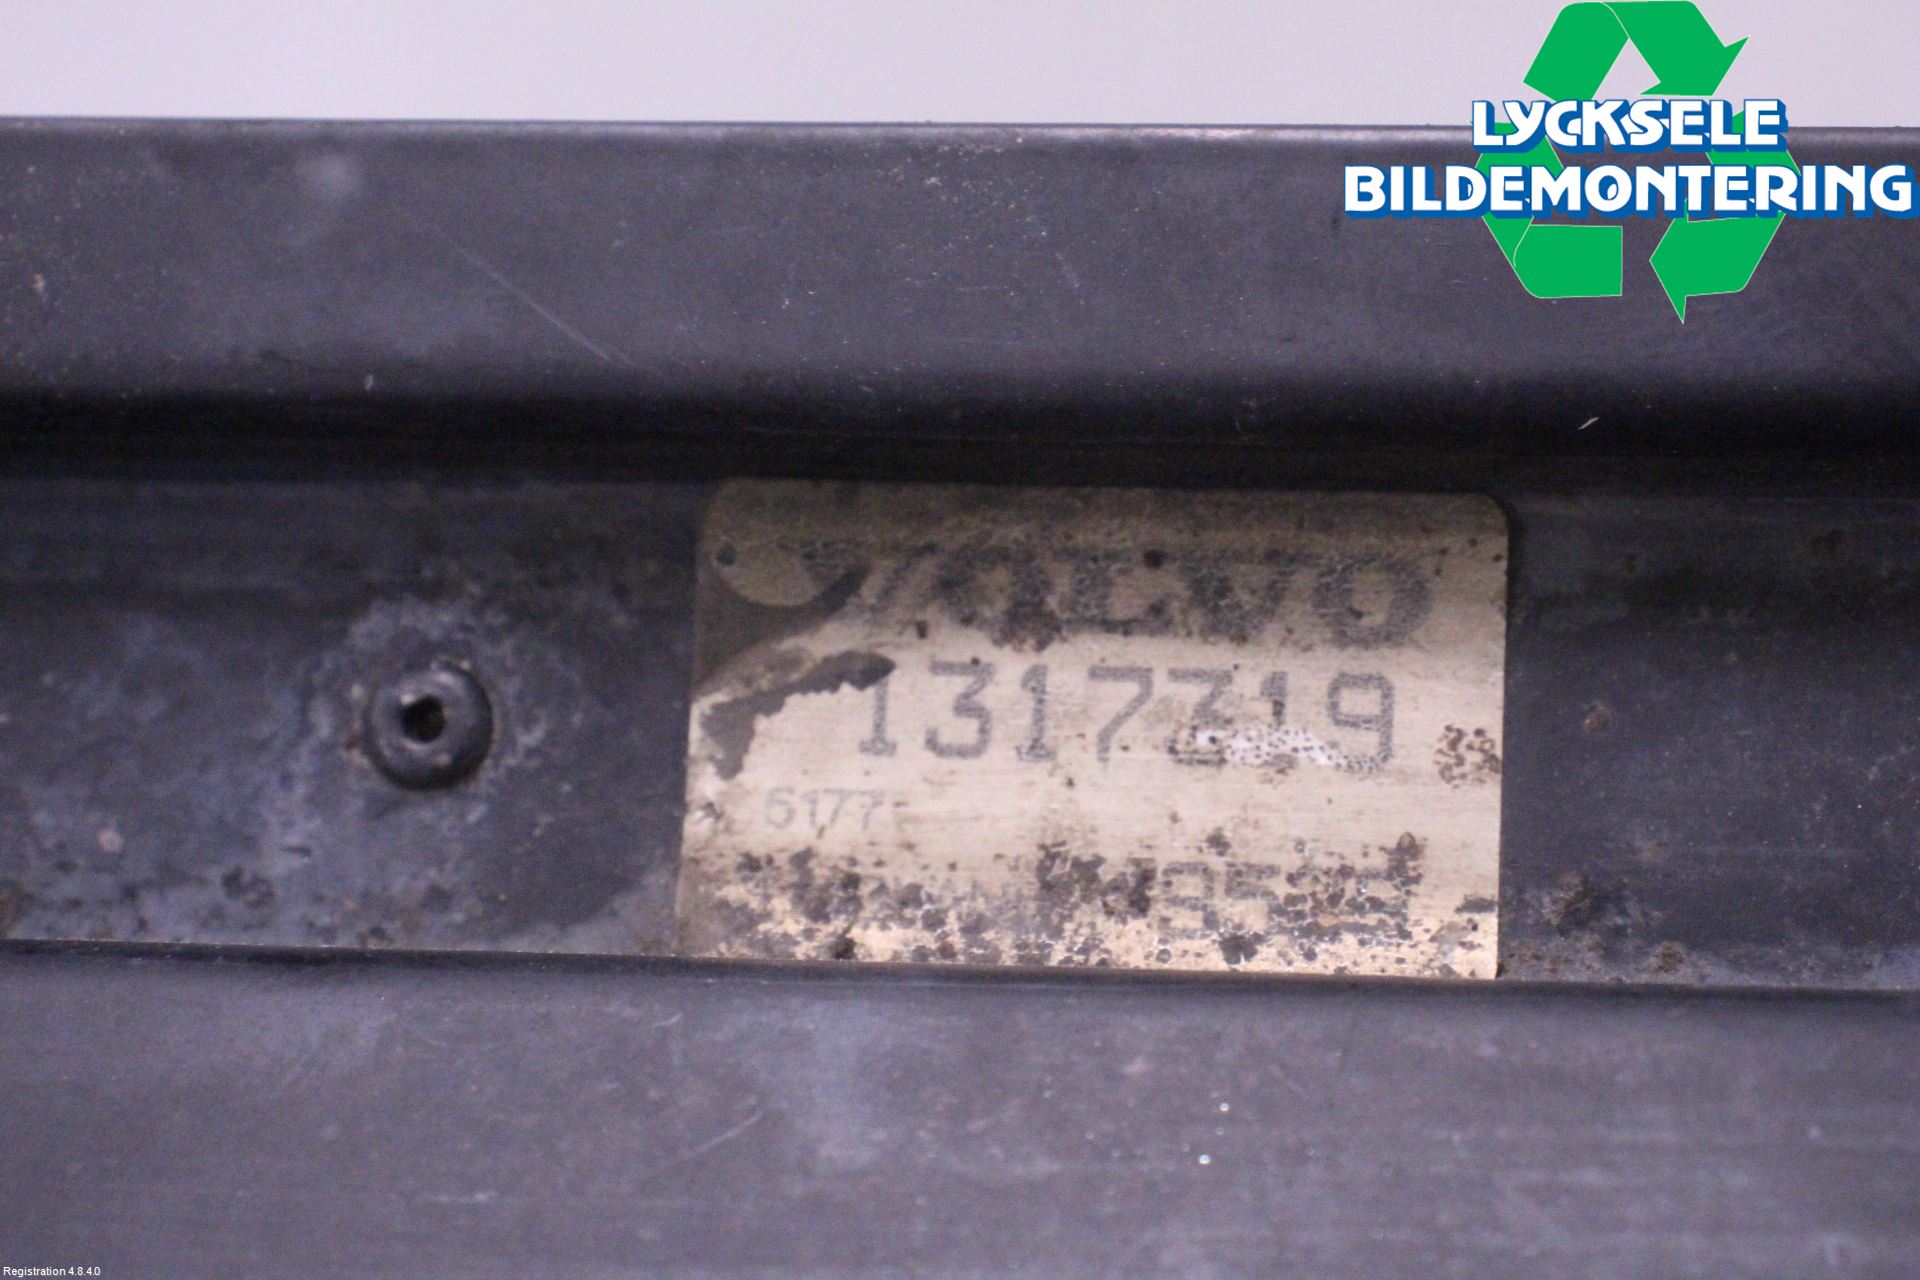 LYCKSELE
BILDEMONTERING
VOLVO
1317319
6177
Registration 4.8.4.0